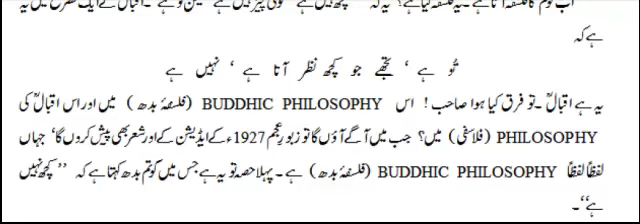 ہے کہ
تُو ہے ‘ تجھے جو کچھ نظر آتا ہے ‘ نہیں ہے
یہ ہے اقبالؒ ۔ تو فرق کیا ہوا صاحب ! اس BUDDHIC PHILOSOPHY (فلسفۂ بدھ) میں اور اس اقبالؒ کی
PHILOSOPHY (فلاسفی) میں؟ جب میں آگے آؤں گا تو زبورِ عجم 1927ء کے ایڈیشن کے اور شعر بھی پیش کروں گا‘ جہاں
لفظاً لفظاً BUDDHIC PHILOSOPHY (فلسفۂ بدھ) ہے ۔ پہلا حصہ تو یہ ہے جس میں گوتم بدھ کہتا ہے کہ ’’کچھ نہیں
ہے‘‘۔